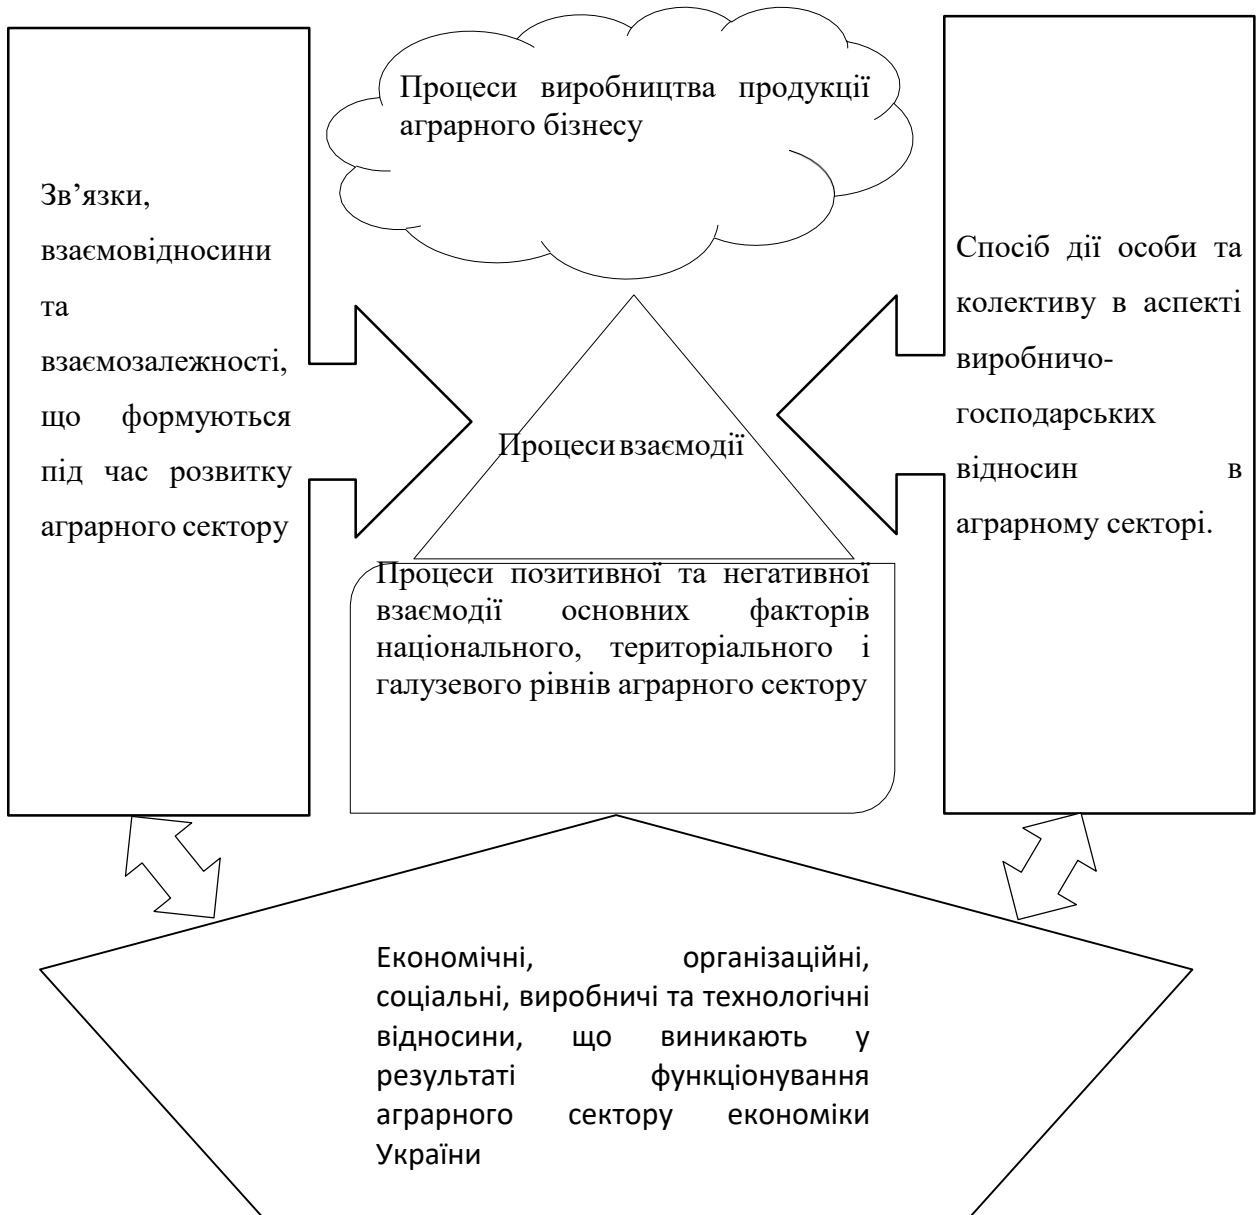 Процеси виробництва продукції
аграрного бізнесу
Зв’язки,
взаємовідносини
та
взаємозалежності,
що формуються
під час розвитку
аграрного сектору
Спосіб дії особи та
колективу в аспекті
виробничо-
господарських
відносин в
аграрному секторі.
Процеси взаємодії
Процеси позитивної та негативної
взаємодії основних факторів
національного, територіального і
галузевого рівнів аграрного сектору
Економічні, організаційні,
соціальні, виробничі та технологічні
відносини, що виникають у
результаті функціонування
аграрного сектору економіки
України